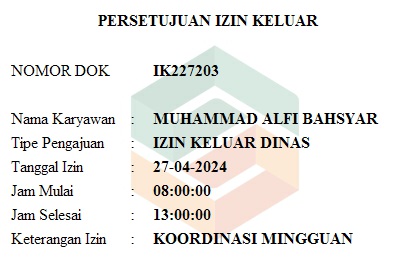 PERSETUJUAN IZIN KELUAR
NOMOR DOK IK227203
Nama Karyawan : MUHAMMAD ALFI BAHSYAR
Tipe Pengajuan : IZIN KELUAR DINAS
Tanggal Izin : 27-04-2024
Jam Mulai : 08:00:00
Jam Selesai : 13:00:00
Keterangan Izin : KOORDINASI MINGGUAN